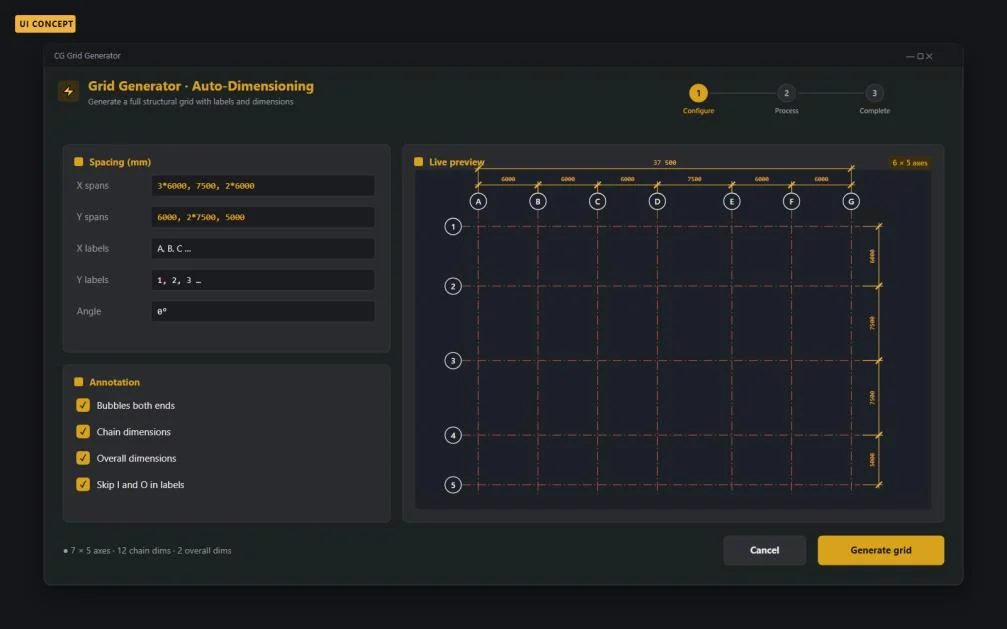 UI CONCEPT
CG Grid Generator
Grid Generator · Auto-Dimensioning
Generate a full structural grid with labels and dimensions
1 2 3
Configure Process Complete
Spacing (mm)
X spans 3*6000, 7500, 2*6000
Y spans 6000, 2*7500, 5000
X labels A, B, C ...
Y labels 1, 2, 3 …
Angle 0°
Annotation
✓ Bubbles both ends
✓ Chain dimensions
✓ Overall dimensions
✓ Skip I and O in labels
Live preview
37 500
6 × 5 axes
6000 6000 6000 7500 6000 6000
A B C D E F G
1
6000
2
7500
3
7500
4
5000
5
● 7 × 5 axes · 12 chain dims · 2 overall dims
Cancel
Generate grid